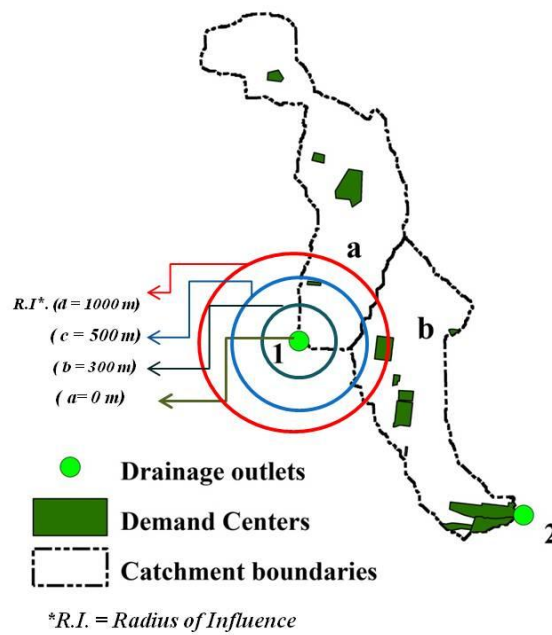 a
b
R.I*. (d = 1000 m)
( c = 500 m)
( b = 300 m)
( a= 0 m)
1
2
Drainage outlets
Demand Centers
Catchment boundaries
*R.I. = Radius of Influence